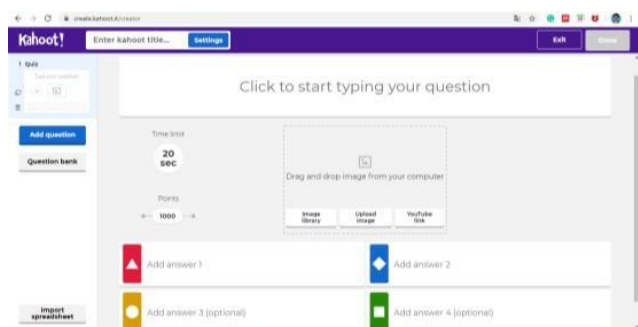 create.kahoot.it/creator
Kahoot!
Enter kahoot title...
Settings
Exit
Done
1 Quiz
Type your question
Click to start typing your question
Add question
Question bank
Time limit
20
sec
Points
1000
Drag and drop image from your computer
Image
library
Upload
image
YouTube
link
Add answer 1
Add answer 2
Add answer 3 (optional)
Add answer 4 (optional)
Import
spreadsheet